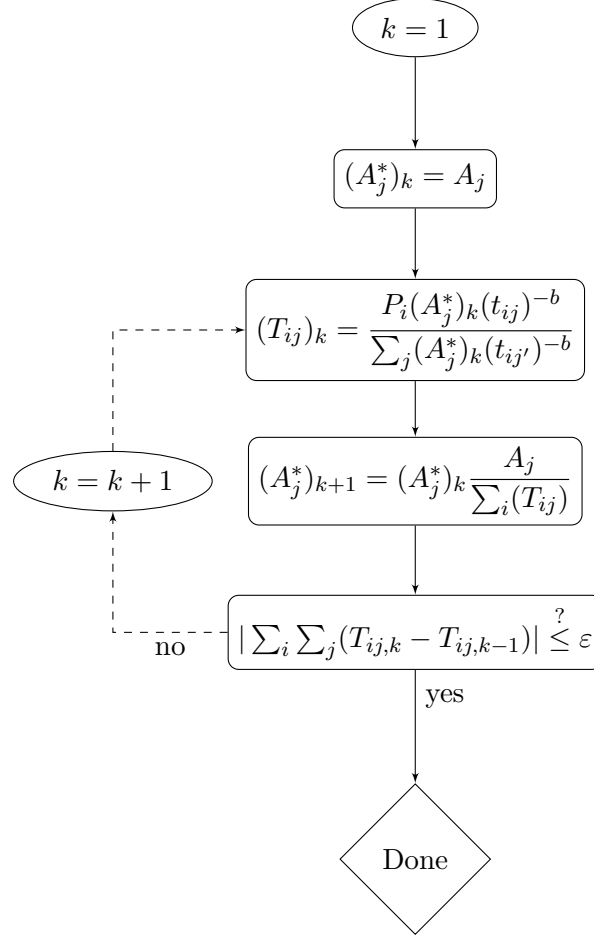 k = 1
(A_j^*)_k = A_j
(T_{ij})_k = \frac{P_i(A_j^*)_k(t_{ij})^{-b}}{\sum_j(A_j^*)_k(t_{ij'})^{-b}}
k = k + 1
(A_j^*)_{k+1} = (A_j^*)_k \frac{A_j}{\sum_i(T_{ij})}
|\sum_i \sum_j(T_{ij,k} − T_{ij,k−1})| \overset{?}{≤} ε
no
yes
Done